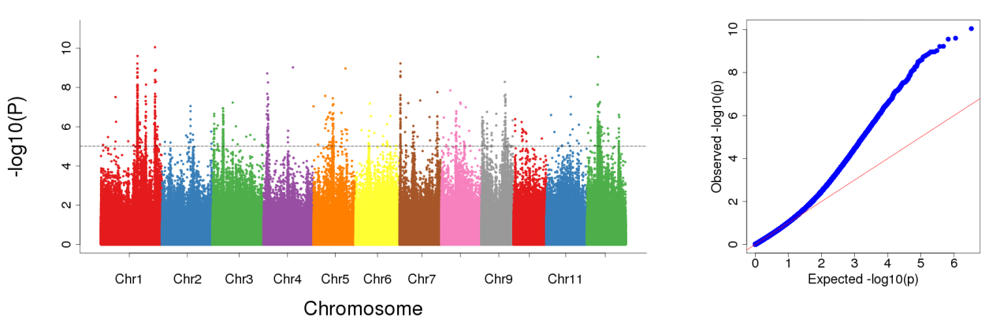 -log10(P)
10
8
6
4
2
0
Chr1 Chr2 Chr3 Chr4 Chr5 Chr6 Chr7 Chr9 Chr11
Chromosome
Observed -log10(p)
10
8
6
4
2
0
0 1 2 3 4 5 6
Expected -log10(p)